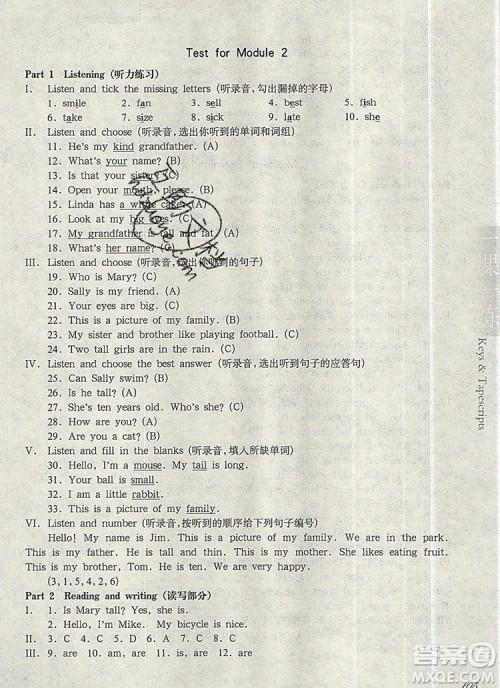 Test for Module 2
Part 1 Listening (听力练习)
I. Listen and tick the missing letters (听录音,勾出漏掉的字母)
1. smile 2. fan 3. sell 4. best 5. fish
6. take 7. size 8. sick 9. late 10. she
II. Listen and choose (听录音,选出你听到的单词和词组)
11. He's my kind grandfather. (A)
12. What's your name? (B)
13. Is that your sister? (B)
14. Open your mouth, please. (B)
15. Linda has a white cake. (A)
16. Look at my big eyes. (B)
17. My grandfather is tall and fat. (A)
18. What's her name? (B)
III. Listen and choose (听录音,选出你听到的句子)
19. Who is Mary? (C)
20. Sally is my friend. (A)
21. Your eyes are big. (C)
22. This is a picture of my family. (C)
23. My sister and brother like playing football. (C)
24. Two tall girls are in the rain. (C)
IV. Listen and choose the best answer (听录音,选出听到句子的应答句)
25. Can Sally swim? (B)
26. Is he tall? (C)
27. She's ten years old. (B)
28. How are you? (A)
29. Are you a cat? (B)
V. Listen and fill in the blanks (听录音,填入所缺单词)
30. Hello, I'm a mouse. My tail is long.
31. Your ball is small.
32. I am a little rabbit.
33. This is a picture of my family.
VI. Listen and number (听录音,按听到的顺序给下列句子编号)
Hello! My name is Jim. This is a picture of my family. We are in the park.
This is my father. He is tall and thin. This is my mother. She likes eating fruit.
This is my brother, Tom. He is thin. We are very happy.
(3, 1, 5, 4, 2, 6)
Part 2 Reading and writing (读写部分)
I. 1. Is Mary tall? Yes, she is.
2. Hello, I'm Mike. My bicycle is nice.
II. 3. C 4. C 5. D 6. A 7. D 8. A
III. 9. are 10. am, are 11. is 12. is 13. are
Keys & Tapescripts
105
答案圈
MXQE.COM